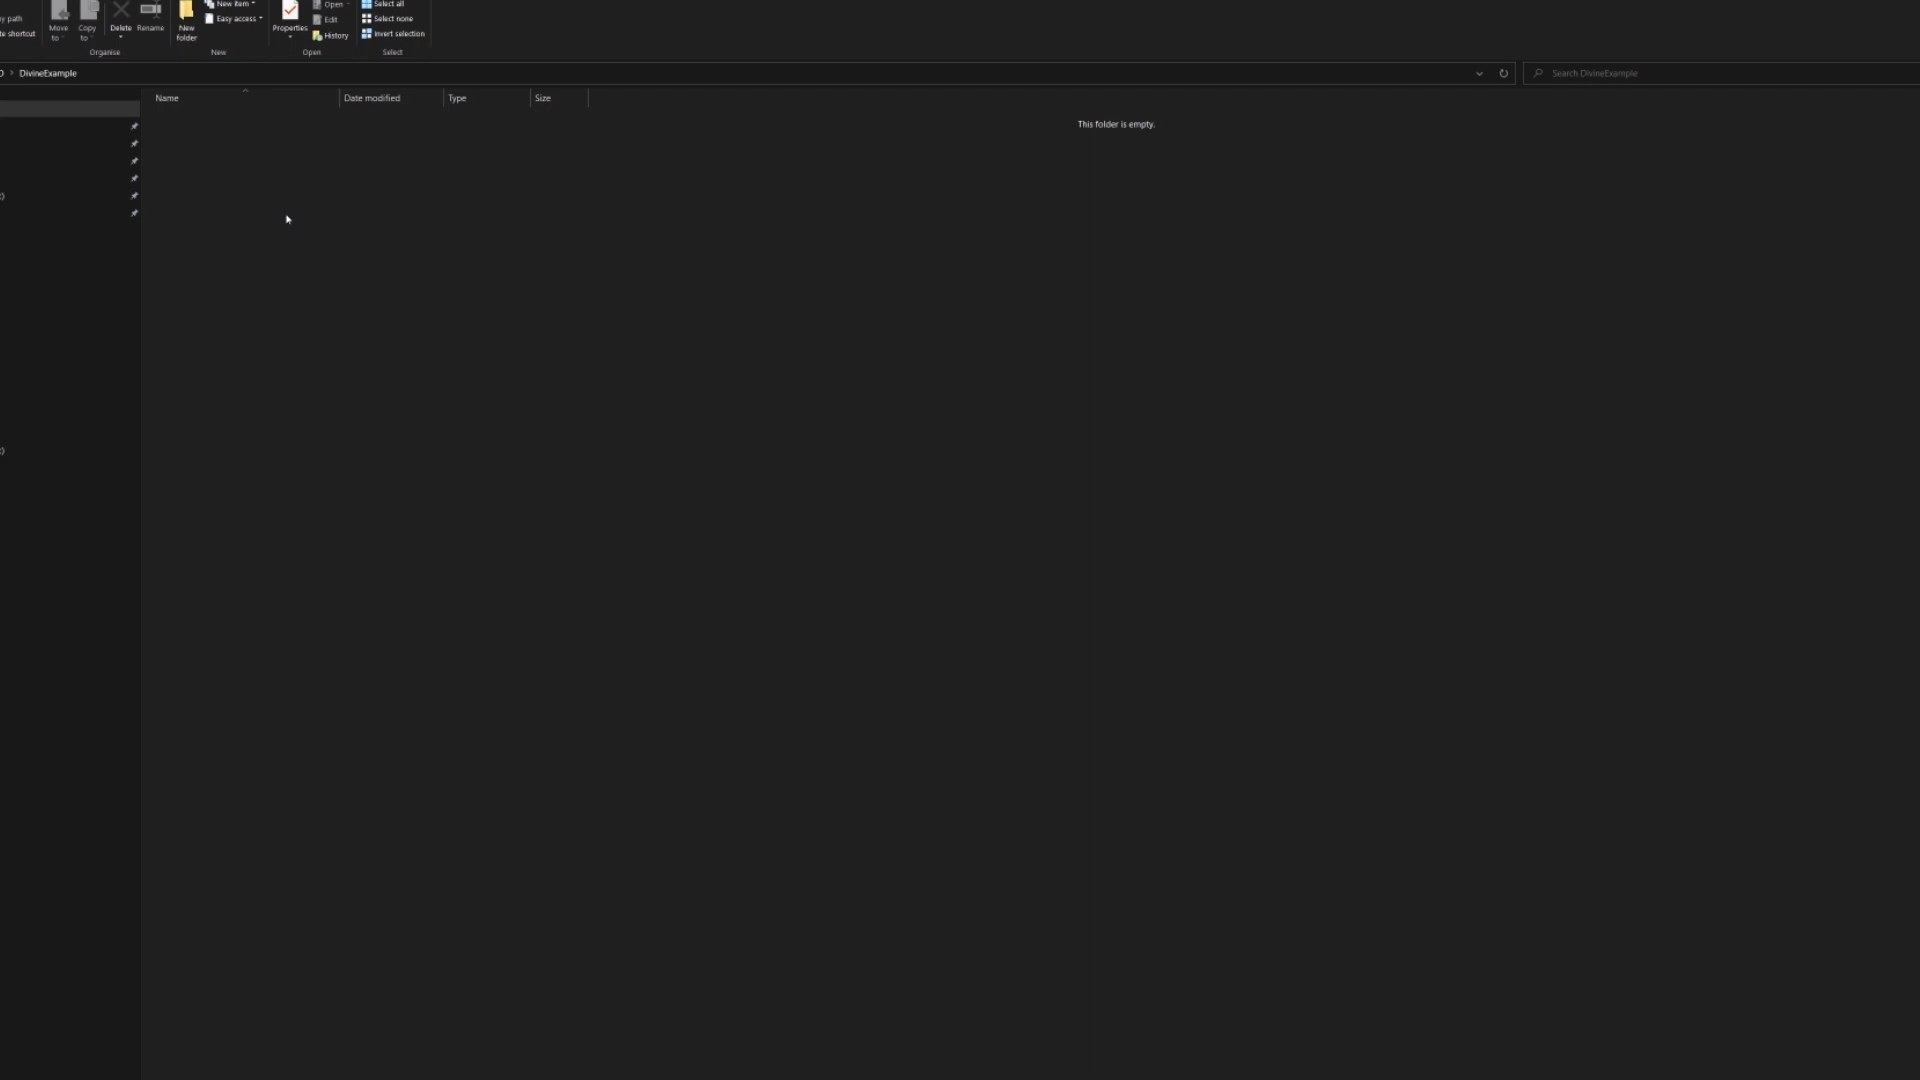 New item
Open
Select all
y path
Easy access
Edit
Select none
te shortcut
Move to
Copy to
Delete
Rename
New folder
Properties
History
Invert selection
Organise
New
Open
Select
DivineExample
Search DivineExample
Name
Date modified
Type
Size
This folder is empty.